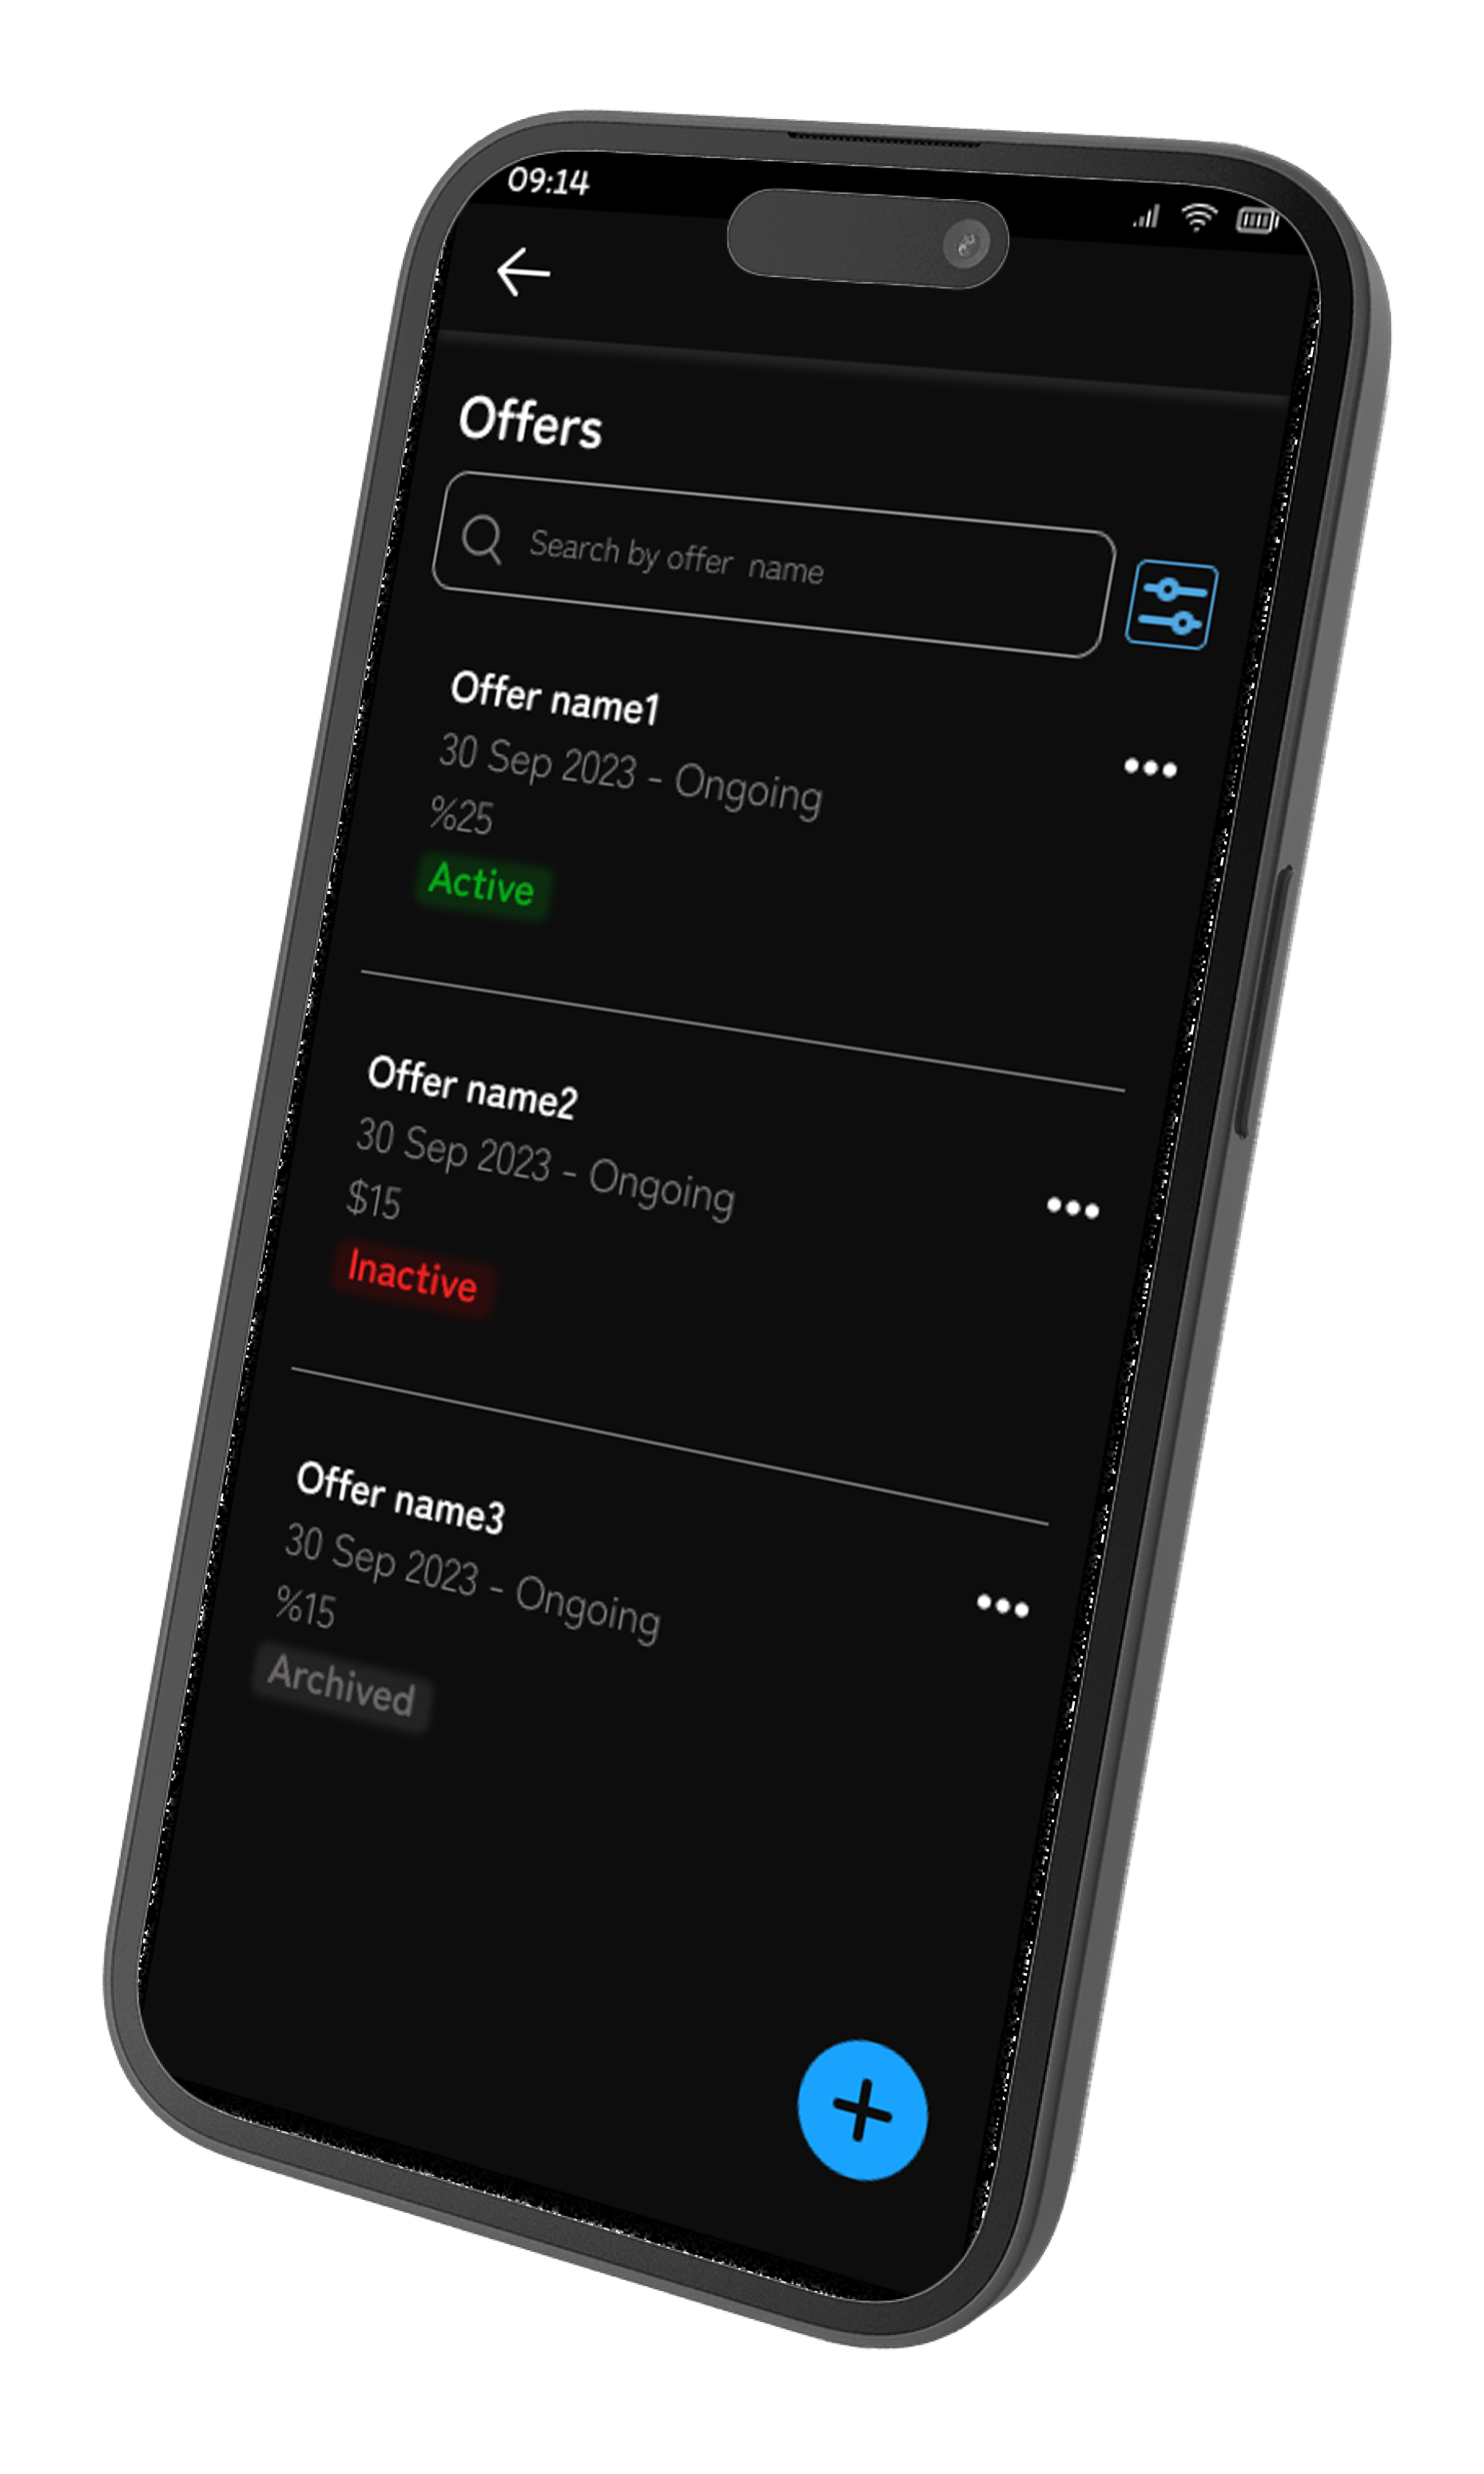 09:14
Offers
Search by offer  name
Offer name1
30 Sep 2023 - Ongoing
%25
Active
Offer name2
30 Sep 2023 - Ongoing
$15
Inactive
Offer name3
30 Sep 2023 - Ongoing
%15
Archived